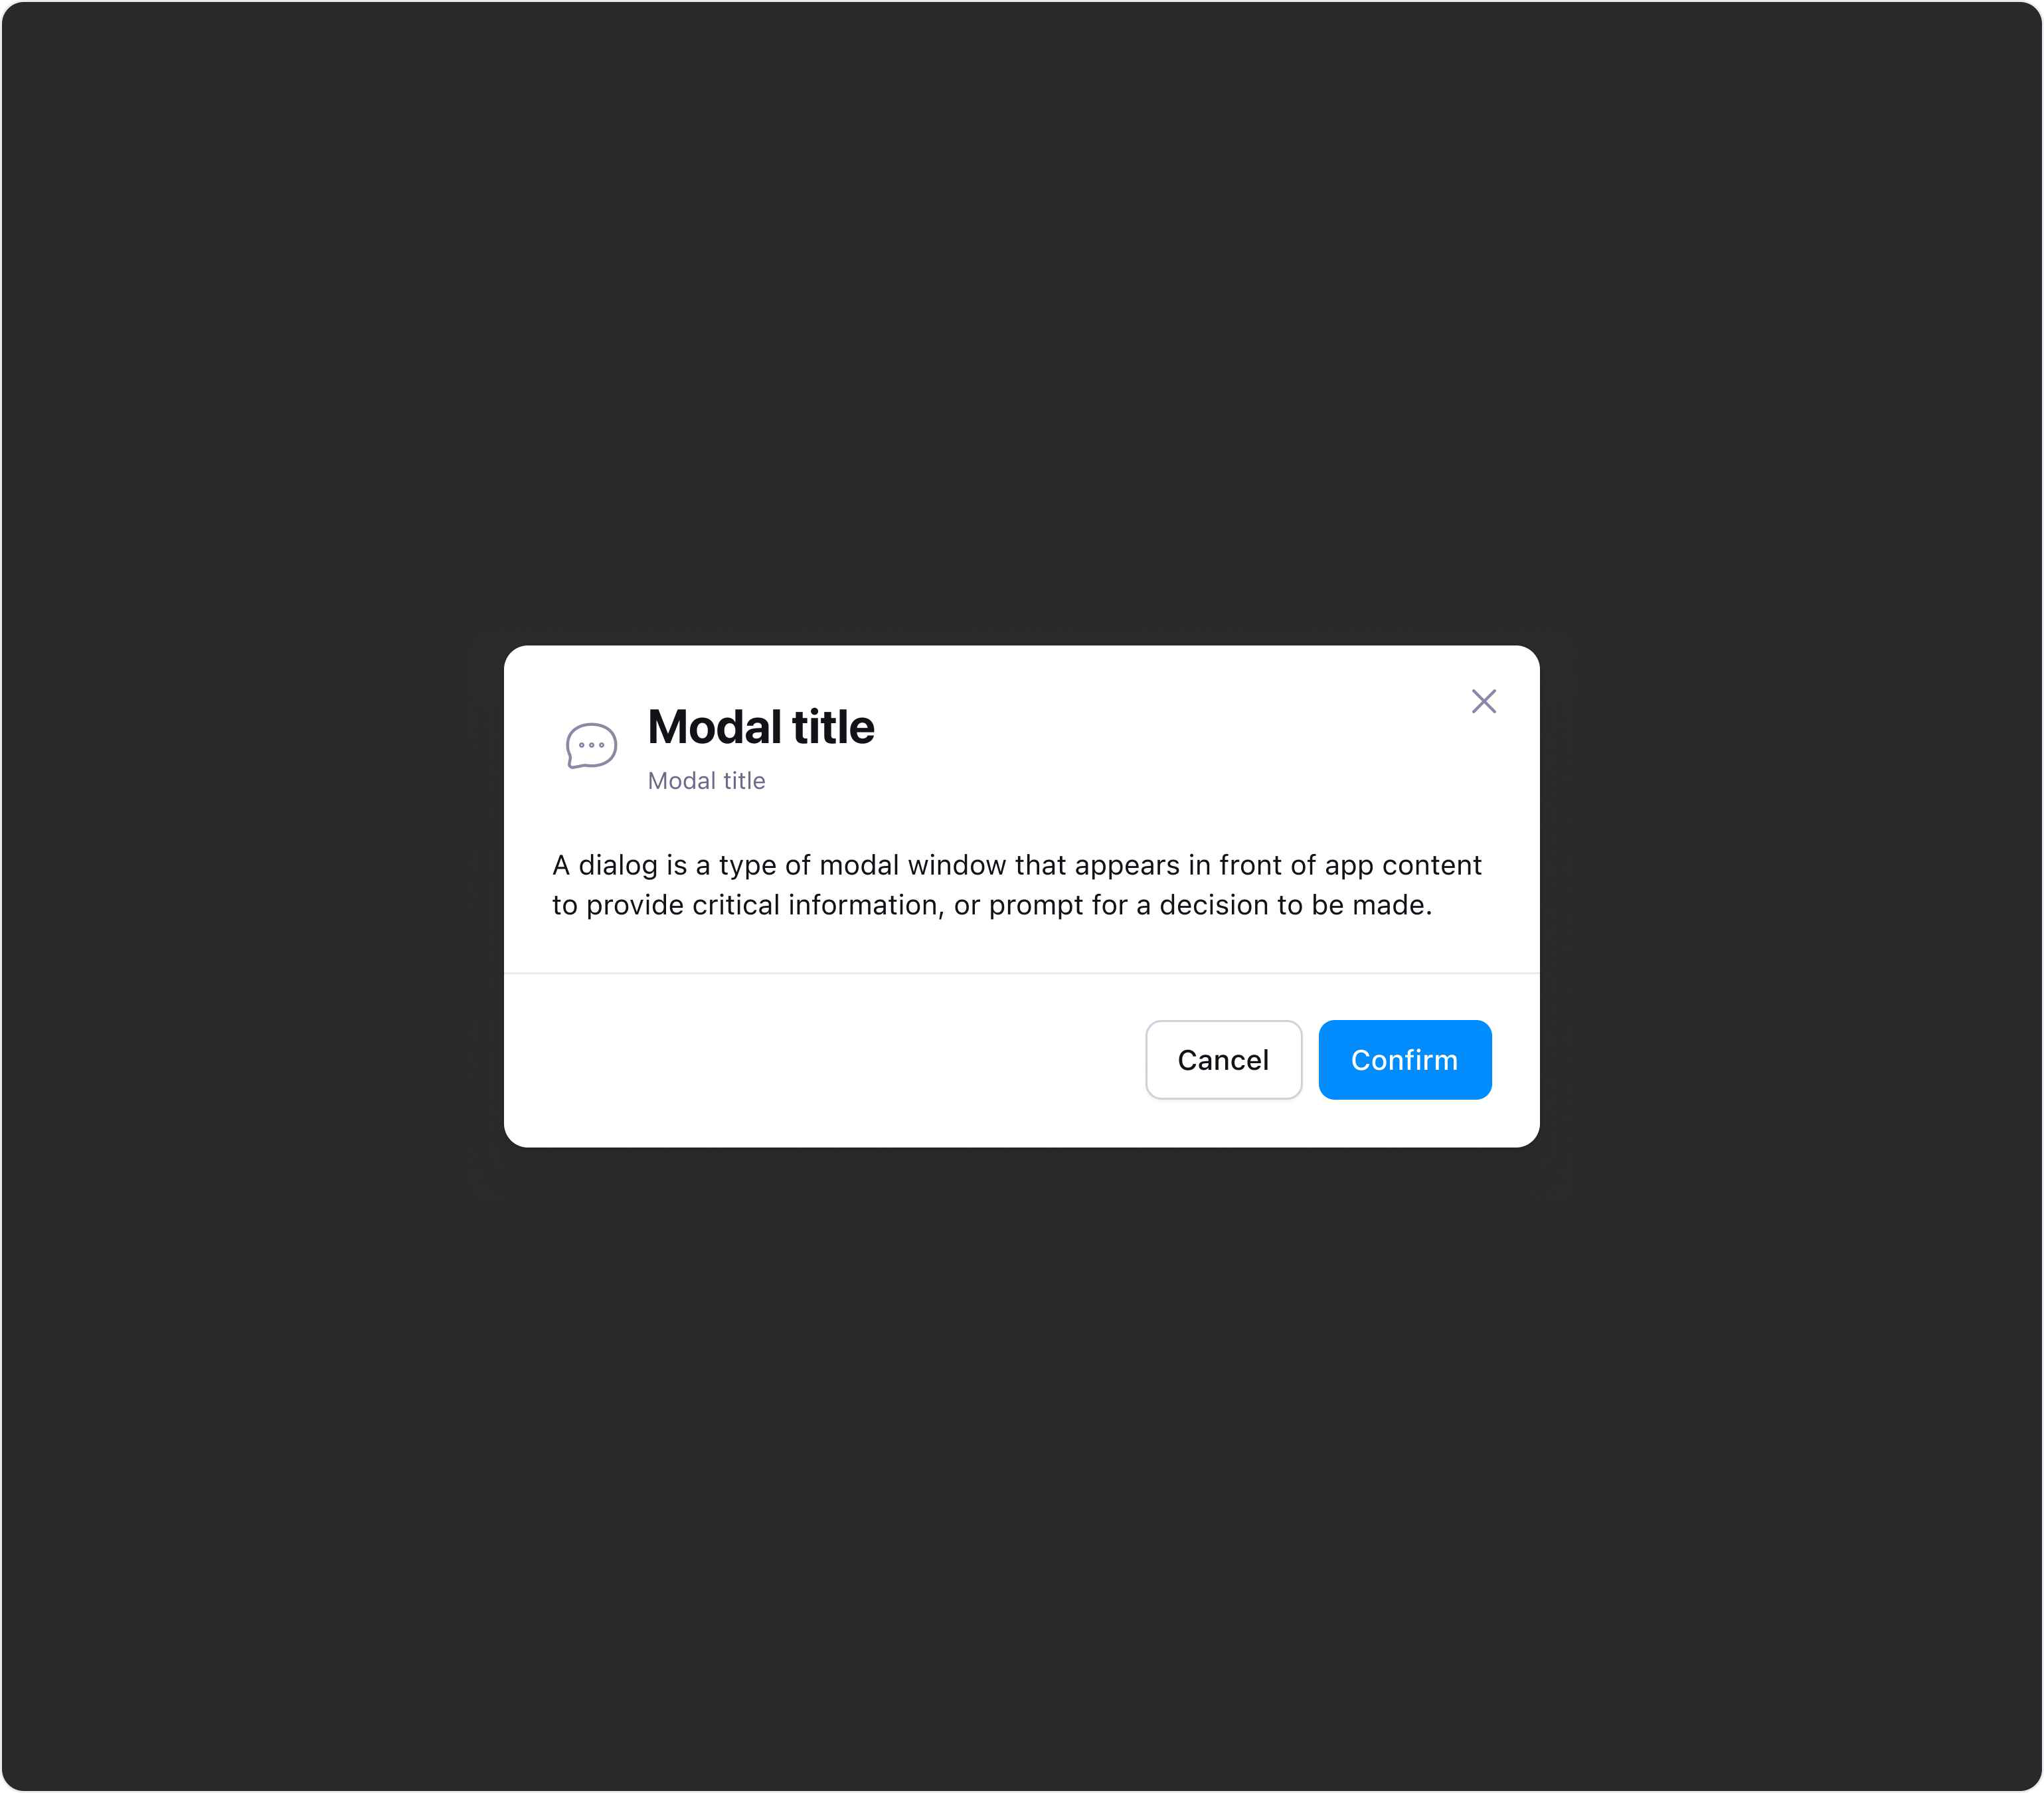 Modal title
Modal title
A dialog is a type of modal window that appears in front of app content
to provide critical information, or prompt for a decision to be made.
Cancel
Confirm